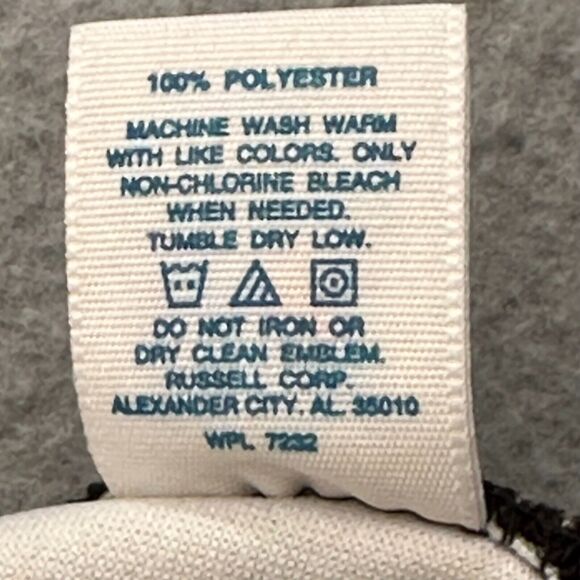 100% POLYESTER
MACHINE WASH WARM
WITH LIKE COLORS. ONLY
NON-CHLORINE BLEACH
WHEN NEEDED.
TUMBLE DRY LOW.
DO NOT IRON OR
DRY CLEAN EMBLEM.
RUSSELL CORP.
ALEXANDER CITY. AL. 35010
WPL 7232